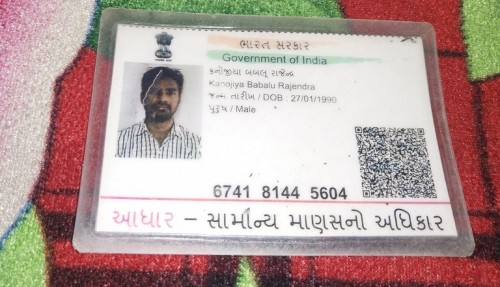 ભારત સરકાર
Government of India
કનોજીયા બબલુ રાજેન્દ્ર
Kanojiya Babalu Rajendra
જન્મ તારીખ / DOB : 27/01/1990
પુરુષ / Male
6741 8144 5604
આધાર – સામાન્ય માણસનો અધિકાર